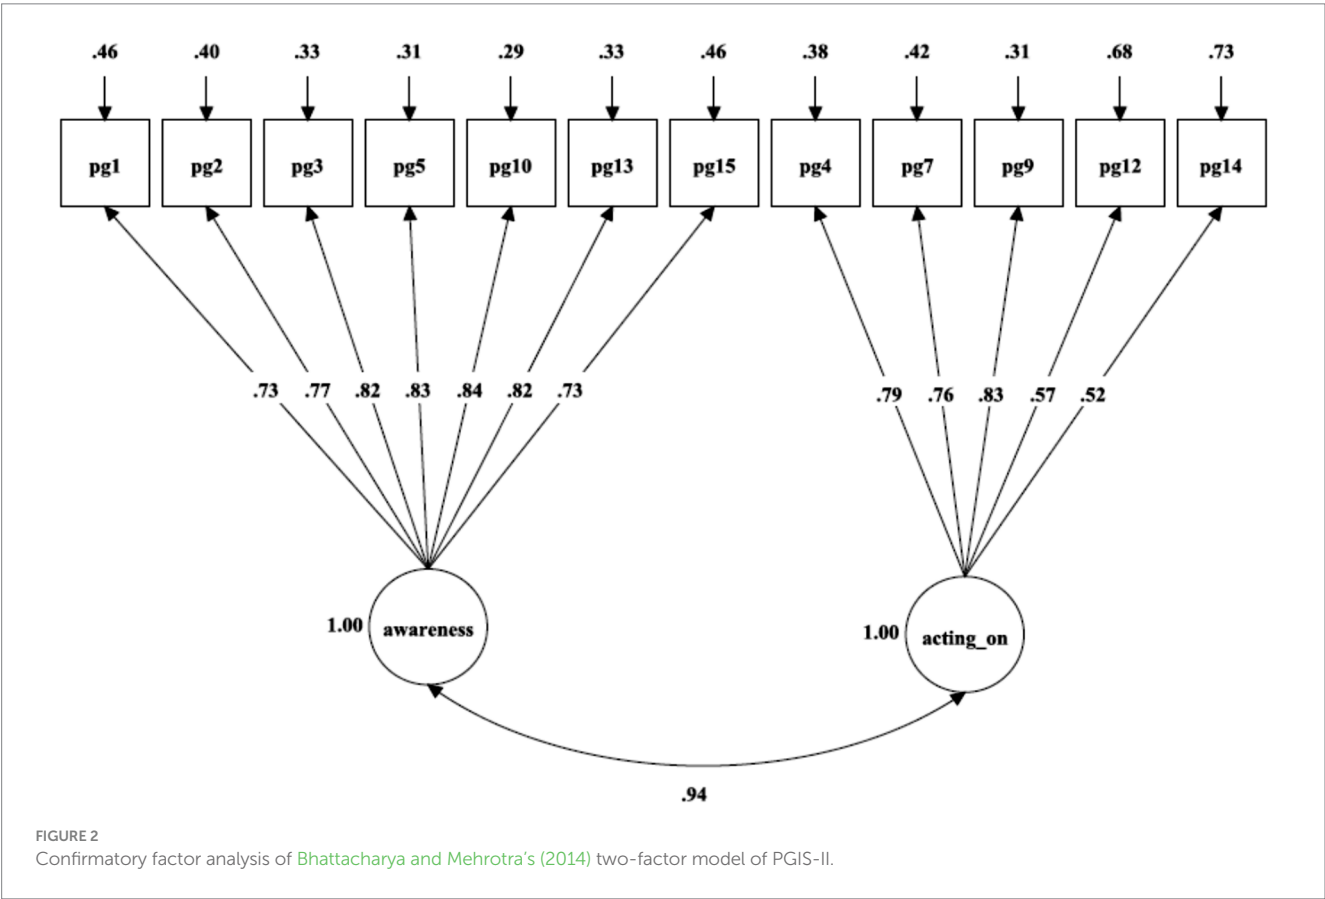 .46 .40 .33 .31 .29 .33 .46 .38 .42 .31 .68 .73
pg1 pg2 pg3 pg5 pg10 pg13 pg15 pg4 pg7 pg9 pg12 pg14
.73 .77 .82 .83 .84 .82 .73 .79 .76 .83 .57 .52
1.00 awareness 1.00 acting_on
.94
FIGURE 2
Confirmatory factor analysis of Bhattacharya and Mehrotra's (2014) two-factor model of PGIS-II.